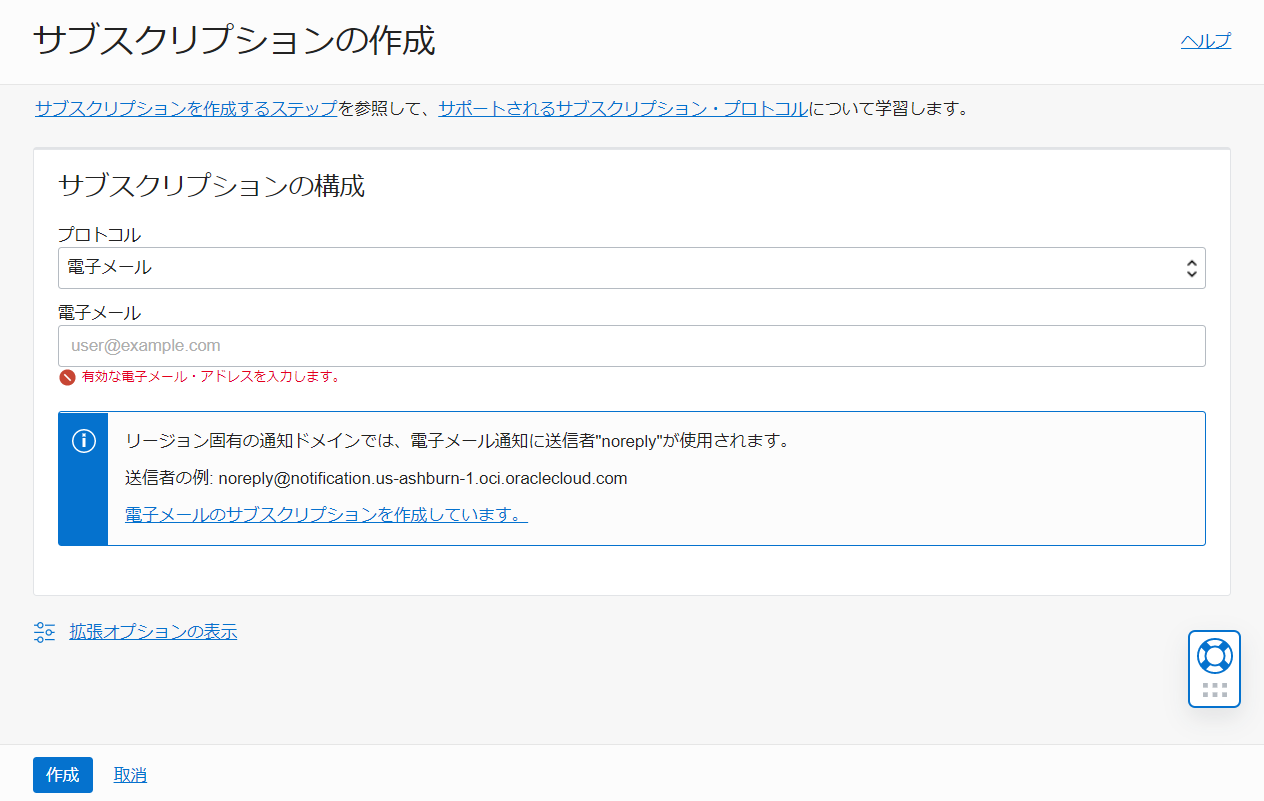 サブスクリプションの作成
ヘルプ
サブスクリプションを作成するステップを参照して、サポートされるサブスクリプション・プロトコルについて学習します。
サブスクリプションの構成
プロトコル
電子メール
電子メール
user@example.com
有効な電子メール・アドレスを入力します。
リージョン固有の通知ドメインでは、電子メール通知に送信者"noreply"が使用されます。
送信者の例: noreply@notification.us-ashburn-1.oci.oraclecloud.com
電子メールのサブスクリプションを作成しています。
拡張オプションの表示
作成
取消